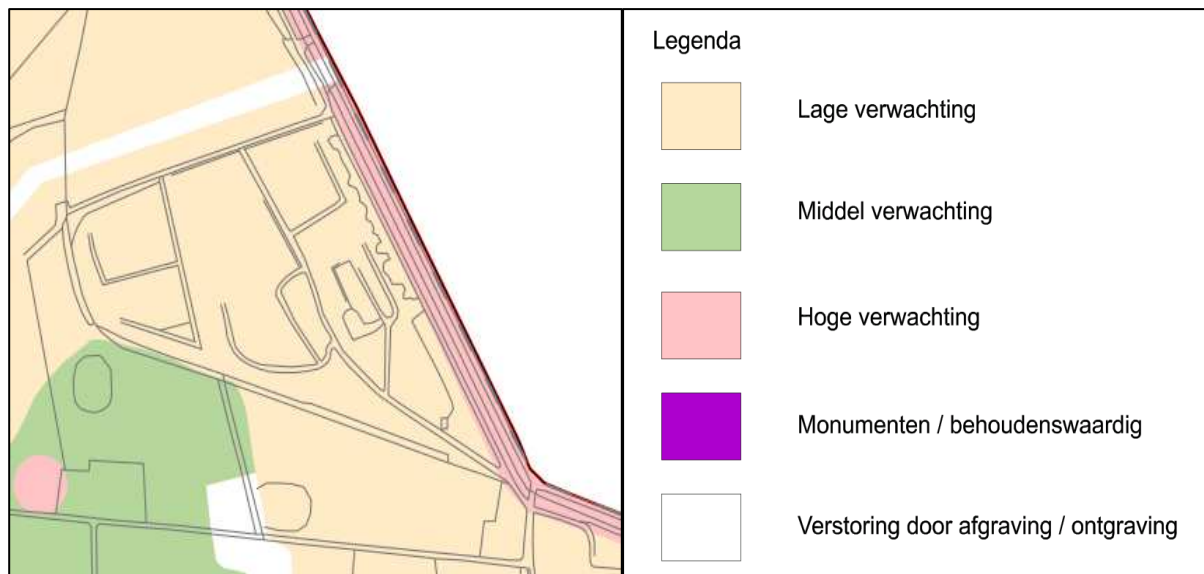 Legenda
Lage verwachting
Middel verwachting
Hoge verwachting
Monumenten / behoudenswaardig
Verstoring door afgraving / ontgraving